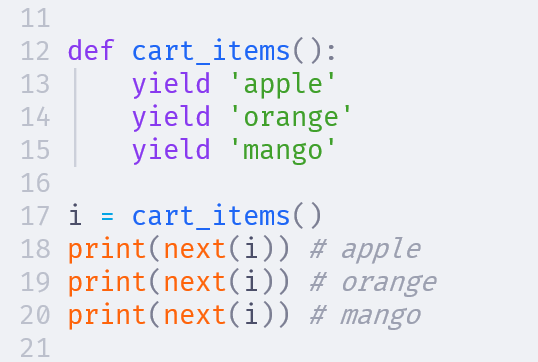 11
12 def cart_items():
13     yield 'apple'
14     yield 'orange'
15     yield 'mango'
16
17 i = cart_items()
18 print(next(i)) # apple
19 print(next(i)) # orange
20 print(next(i)) # mango
21